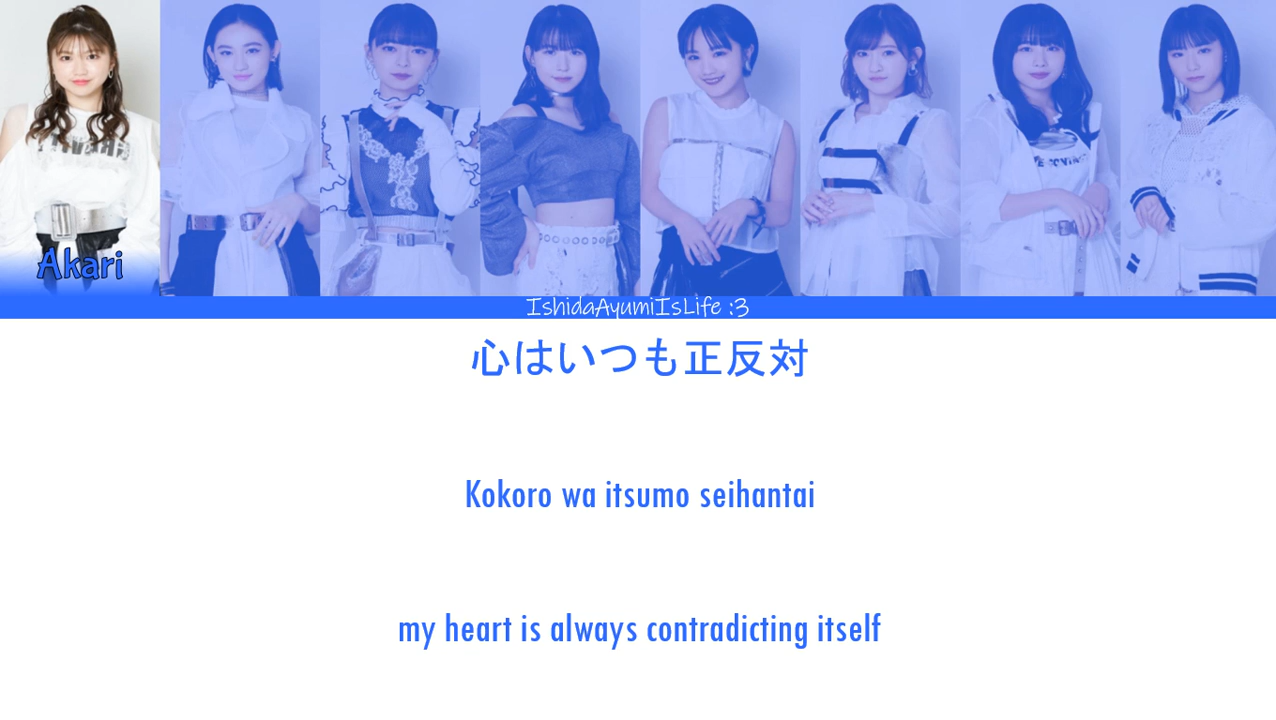 Akari
IshidaAyumiIsLife :3
心はいつも正反対
Kokoro wa itsumo seihantai
my heart is always contradicting itself